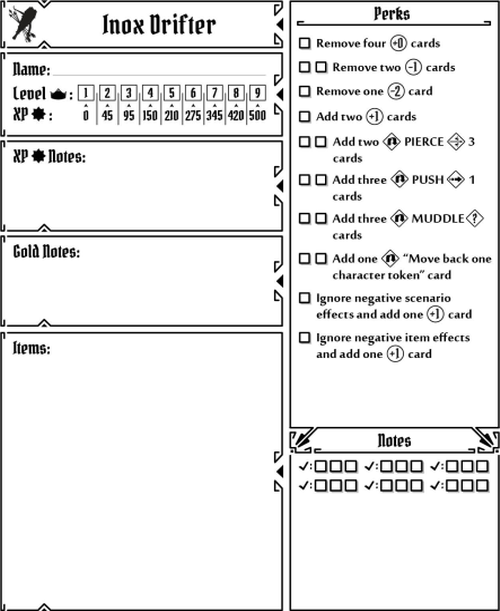 Inox Drifter
Name:
Level : 1 2 3 4 5 6 7 8 9
XP : 0 45 95 150 210 275 345 420 500
XP Notes:
Gold Notes:
Items:
Perks
Remove four +0 cards
Remove two -1 cards
Remove one -2 card
Add two +1 cards
Add two PIERCE 3
cards
Add three PUSH 1
cards
Add three MUDDLE ?
cards
Add one “Move back one
character token” card
Ignore negative scenario
effects and add one +1 card
Ignore negative item effects
and add one +1 card
Notes
✓: ✓: ✓:
✓: ✓: ✓: